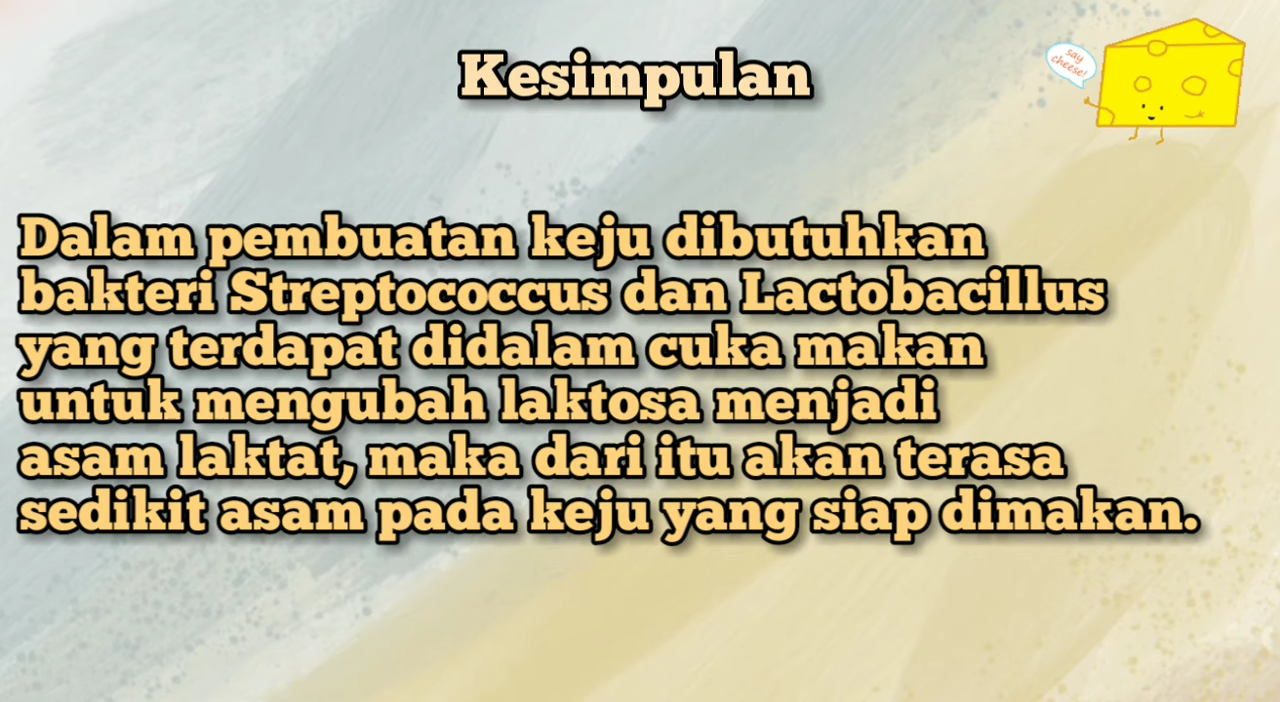 Kesimpulan
say
cheese!
Dalam pembuatan keju dibutuhkan
bakteri Streptococcus dan Lactobacillus
yang terdapat didalam cuka makan
untuk mengubah laktosa menjadi
asam laktat, maka dari itu akan terasa
sedikit asam pada keju yang siap dimakan.